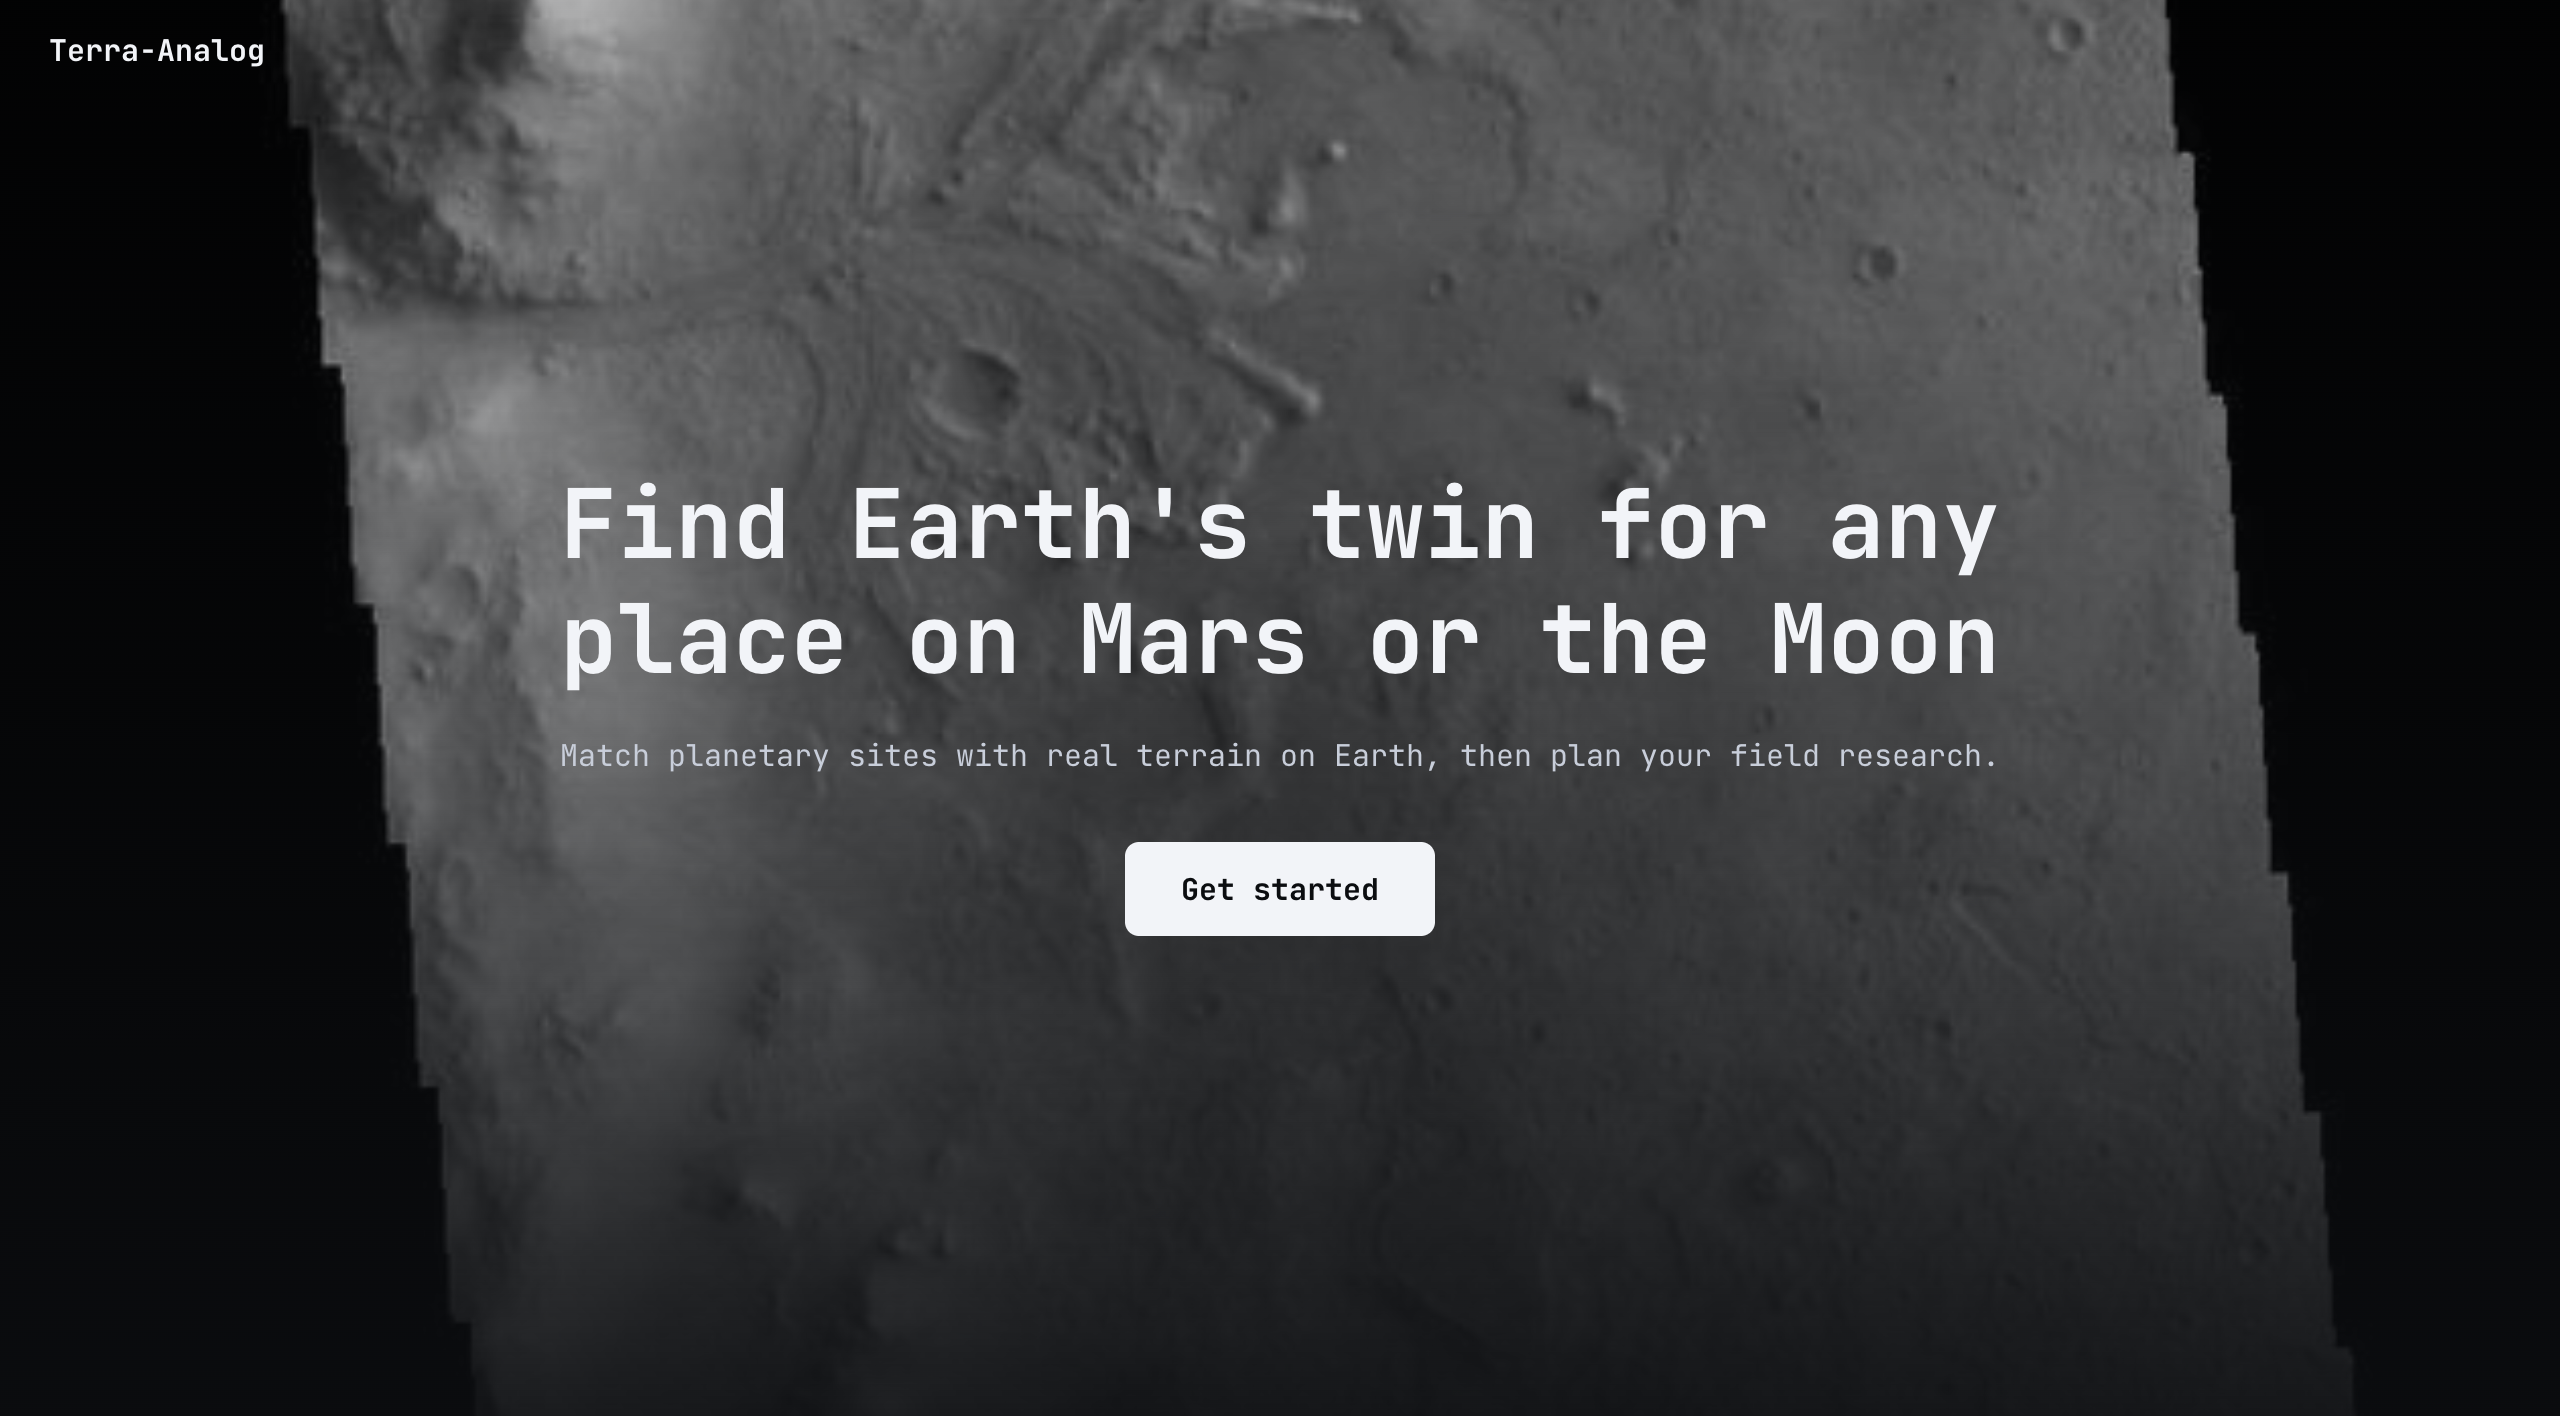 Terra-Analog
Find Earth's twin for any
place on Mars or the Moon
Match planetary sites with real terrain on Earth, then plan your field research.
Get started